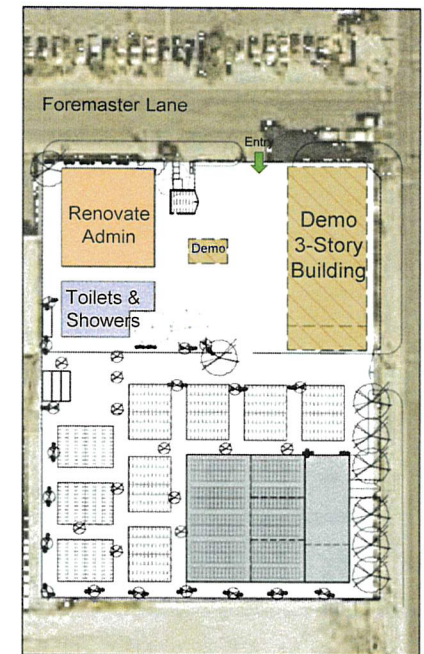 Foremaster Lane
Entry
Renovate
Admin
Demo
Demo
3-Story
Building
Toilets &
Showers